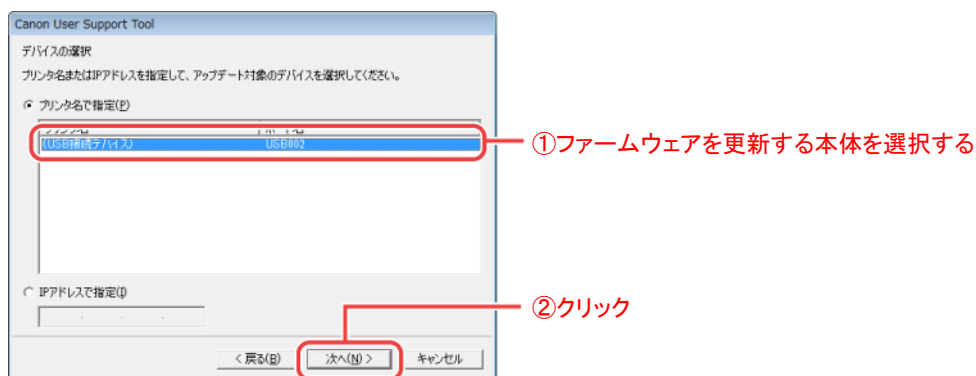 Canon User Support Tool
デバイスの選択
プリンタ名またはIPアドレスを指定して、アップデート対象のデバイスを選択してください。
プリンタ名で指定(P)
(USB接続デバイス) USB002
①ファームウェアを更新する本体を選択する
IPアドレスで指定(I)
②クリック
< 戻る(B) 次へ(N) > キャンセル